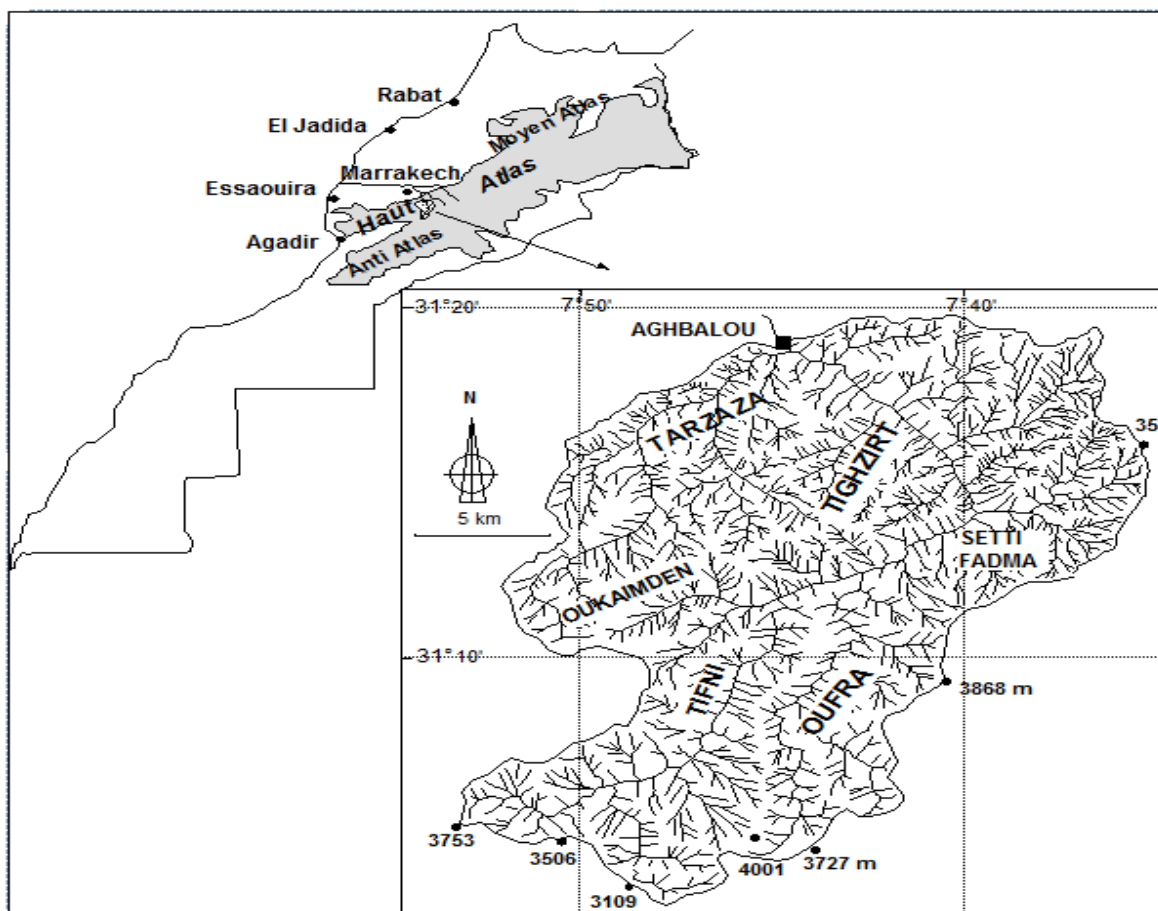 Rabat
El Jadida
Moyen Atlas
Marrakech
Atlas
Essaouira
Haut
Agadir
Anti Atlas
31°20'
7°50'
7°40'
AGHBALOU
N
TARZAZA
TIGHZIRT
35
5 km
SETTI
FADMA
OUKAIMDEN
31°10'
TIFNI
OUFRA
3868 m
3753
3506
4001
3727 m
3109